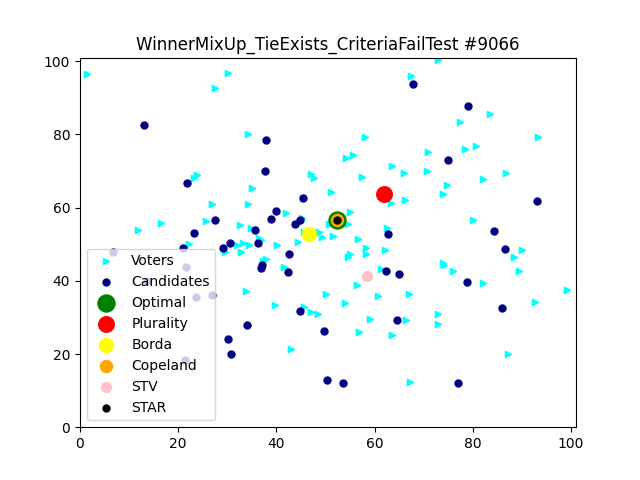 WinnerMixUp_TieExists_CriteriaFailTest #9066
100
80
60
40
20
0
Voters
Candidates
Optimal
Plurality
Borda
Copeland
STV
STAR
0 20 40 60 80 100